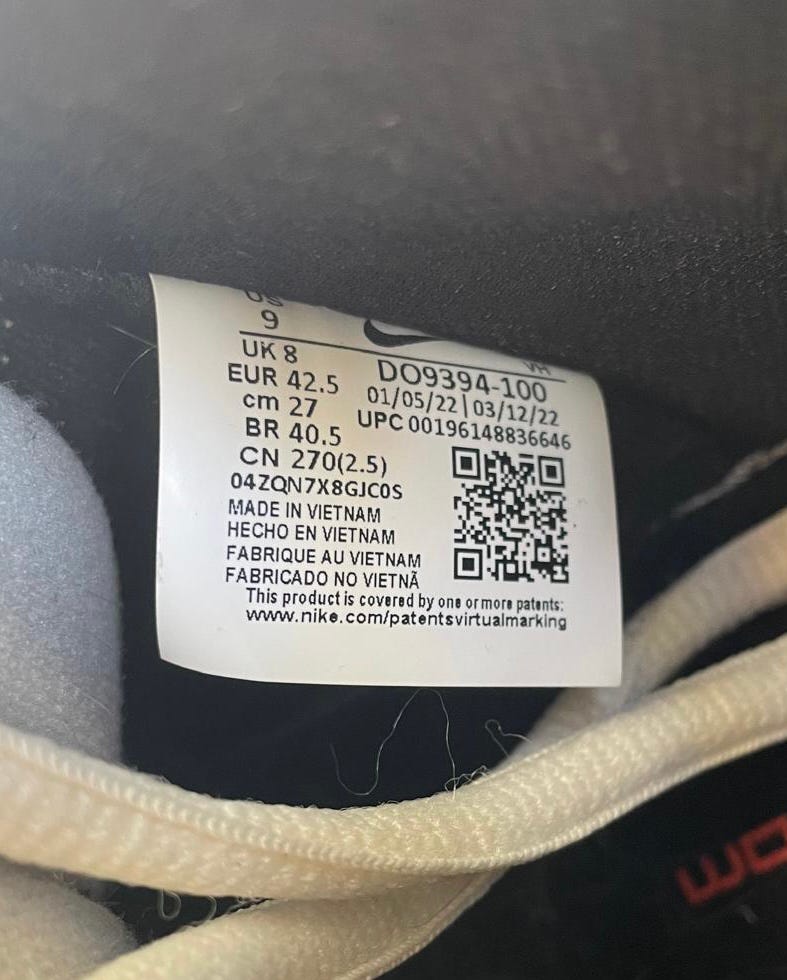 US
9
VH
UK 8
DO9394-100
EUR 42.5
01/05/22 | 03/12/22
cm 27
UPC 00196148836646
BR 40.5
CN 270(2.5)
04ZQN7X8GJC0S
MADE IN VIETNAM
HECHO EN VIETNAM
FABRIQUE AU VIETNAM
FABRICADO NO VIETNÃ
This product is covered by one or more patents:
www.nike.com/patentsvirtualmarking